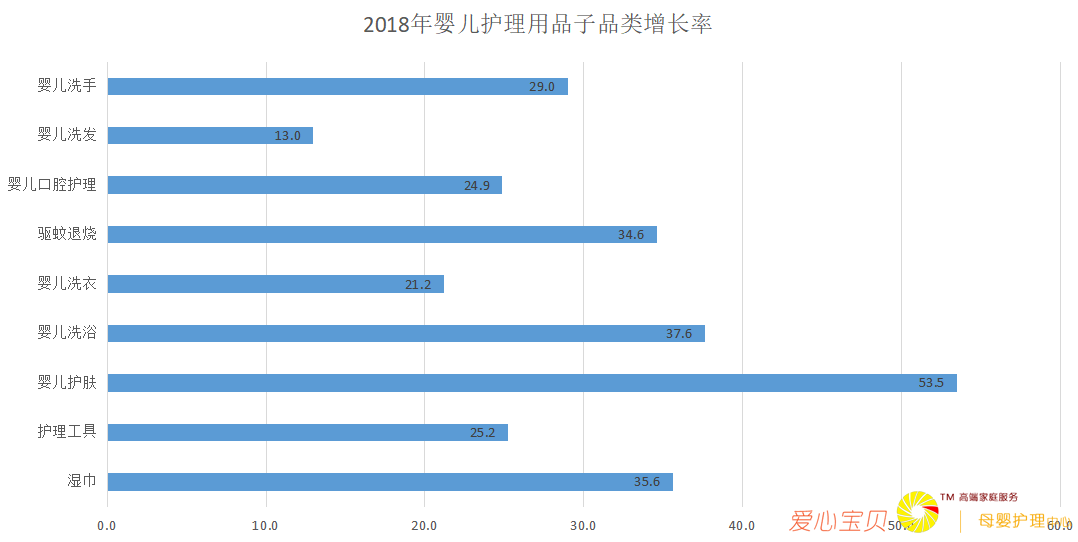 2018年婴儿护理用品子品类增长率
婴儿洗手 29.0
婴儿洗发 13.0
婴儿口腔护理 24.9
驱蚊退烧 34.6
婴儿洗衣 21.2
婴儿洗浴 37.6
婴儿护肤 53.5
护理工具 25.2
湿巾 35.6
0.0 10.0 20.0 30.0 40.0 60.0
TM 高端家庭服务
爱心宝贝 母婴护理中心